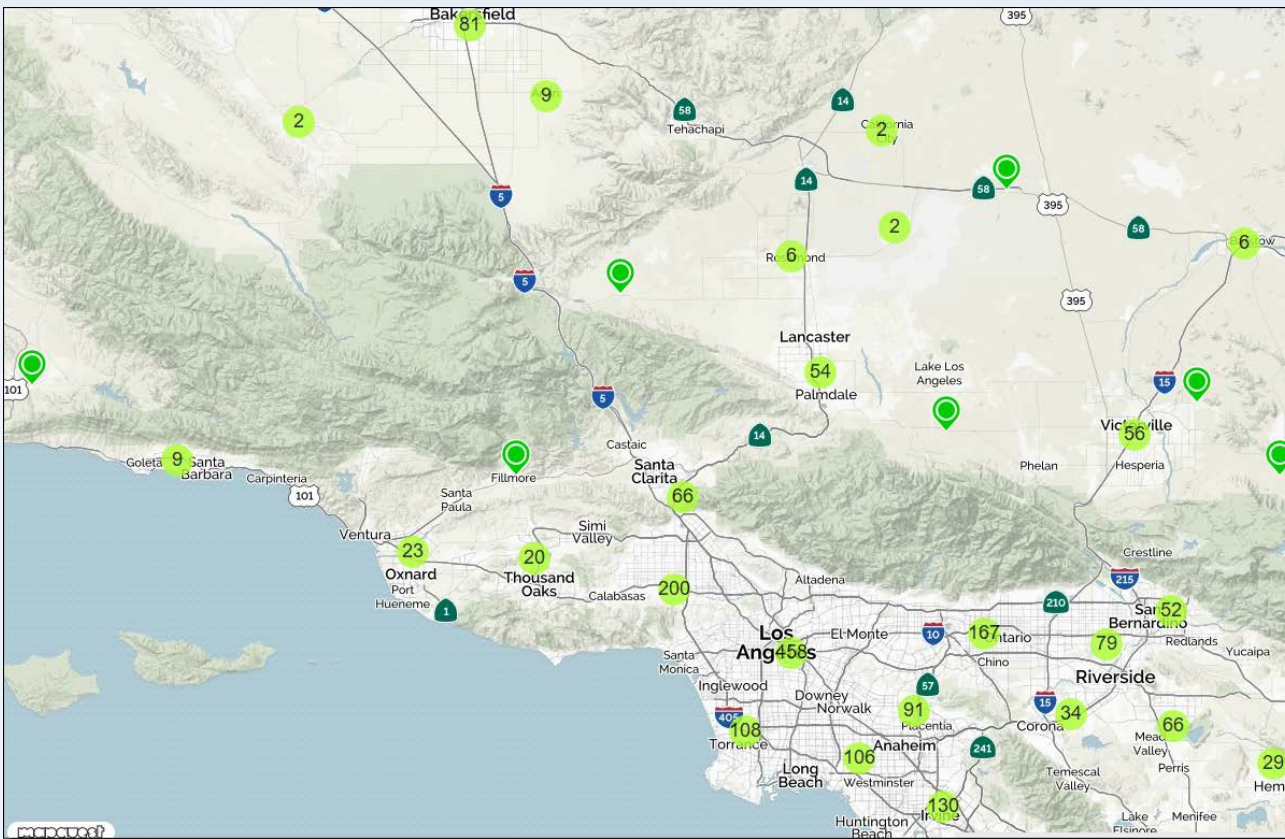 395
Bakersfield
81
9
2
58
14
Tehachapi
California
City
2
14
58
395
5
58
2
6
Rosamond
6
Barstow
5
395
Lancaster
54
Palmdale
Lake Los
Angeles
15
101
5
14
Victorville
56
Hesperia
Phelan
Castaic
Santa
Clarita
66
Fillmore
Goleta
9
Santa
Barbara
Carpinteria
101
Santa
Paula
Ventura
23
Oxnard
Port
Hueneme
1
Simi
Valley
20
Thousand
Oaks
Calabasas
200
Altadena
Crestline
215
210
San
Bernardino
52
Redlands
Yucaipa
Los
Angeles
458
El Monte
10
167
Ontario
Chino
79
Riverside
Santa
Monica
Inglewood
Downey
Norwalk
57
91
Placentia
15
34
Corona
66
Mead
Valley
Perris
405
108
Torrance
Long
Beach
106
Anaheim
Westminster
241
Temescal
Valley
29
Hem
130
Irvine
Huntington
Beach
Lake
Elsinore
Menifee
mapquest